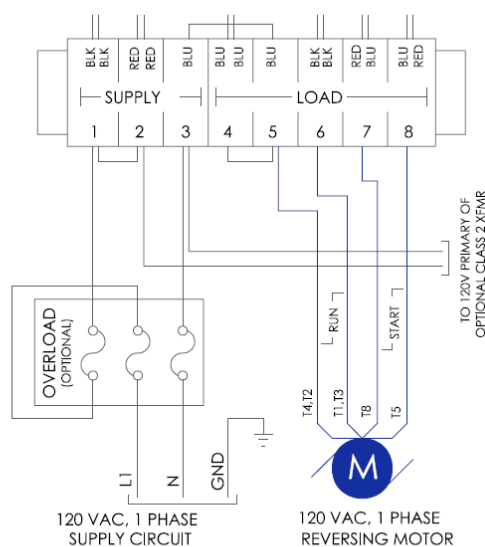 BLK BLK RED RED BLU BLU BLU BLU BLK BLK RED BLU BLU RED
SUPPLY LOAD
1 2 3 4 5 6 7 8
TO 120V PRIMARY OF
OPTIONAL CLASS 2 XFMR
OVERLOAD
(OPTIONAL)
RUN START
T4,T2 T1,T3 T8 T5
L1 N GND
M
120 VAC, 1 PHASE
SUPPLY CIRCUIT
120 VAC, 1 PHASE
REVERSING MOTOR